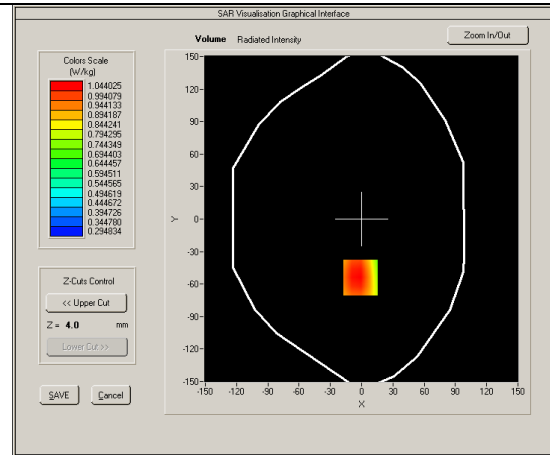 SAR Visualisation Graphical Interface
Volume Radiated Intensity
Zoom In/Out
Colors Scale
(W/kg)
1.044025
0.994079
0.944133
0.894187
0.844241
0.794295
0.744349
0.694403
0.644457
0.594511
0.544565
0.494619
0.444672
0.394726
0.344780
0.294834
Z-Cuts Control
<< Upper Cut
Z = 4.0 mm
Lower Cut >>
SAVE Cancel
150
120
90
60
30
0
-30
-60
-90
-120
-150
Y
-150 -120 -90 -60 -30 0 30 60 90 120 150
X